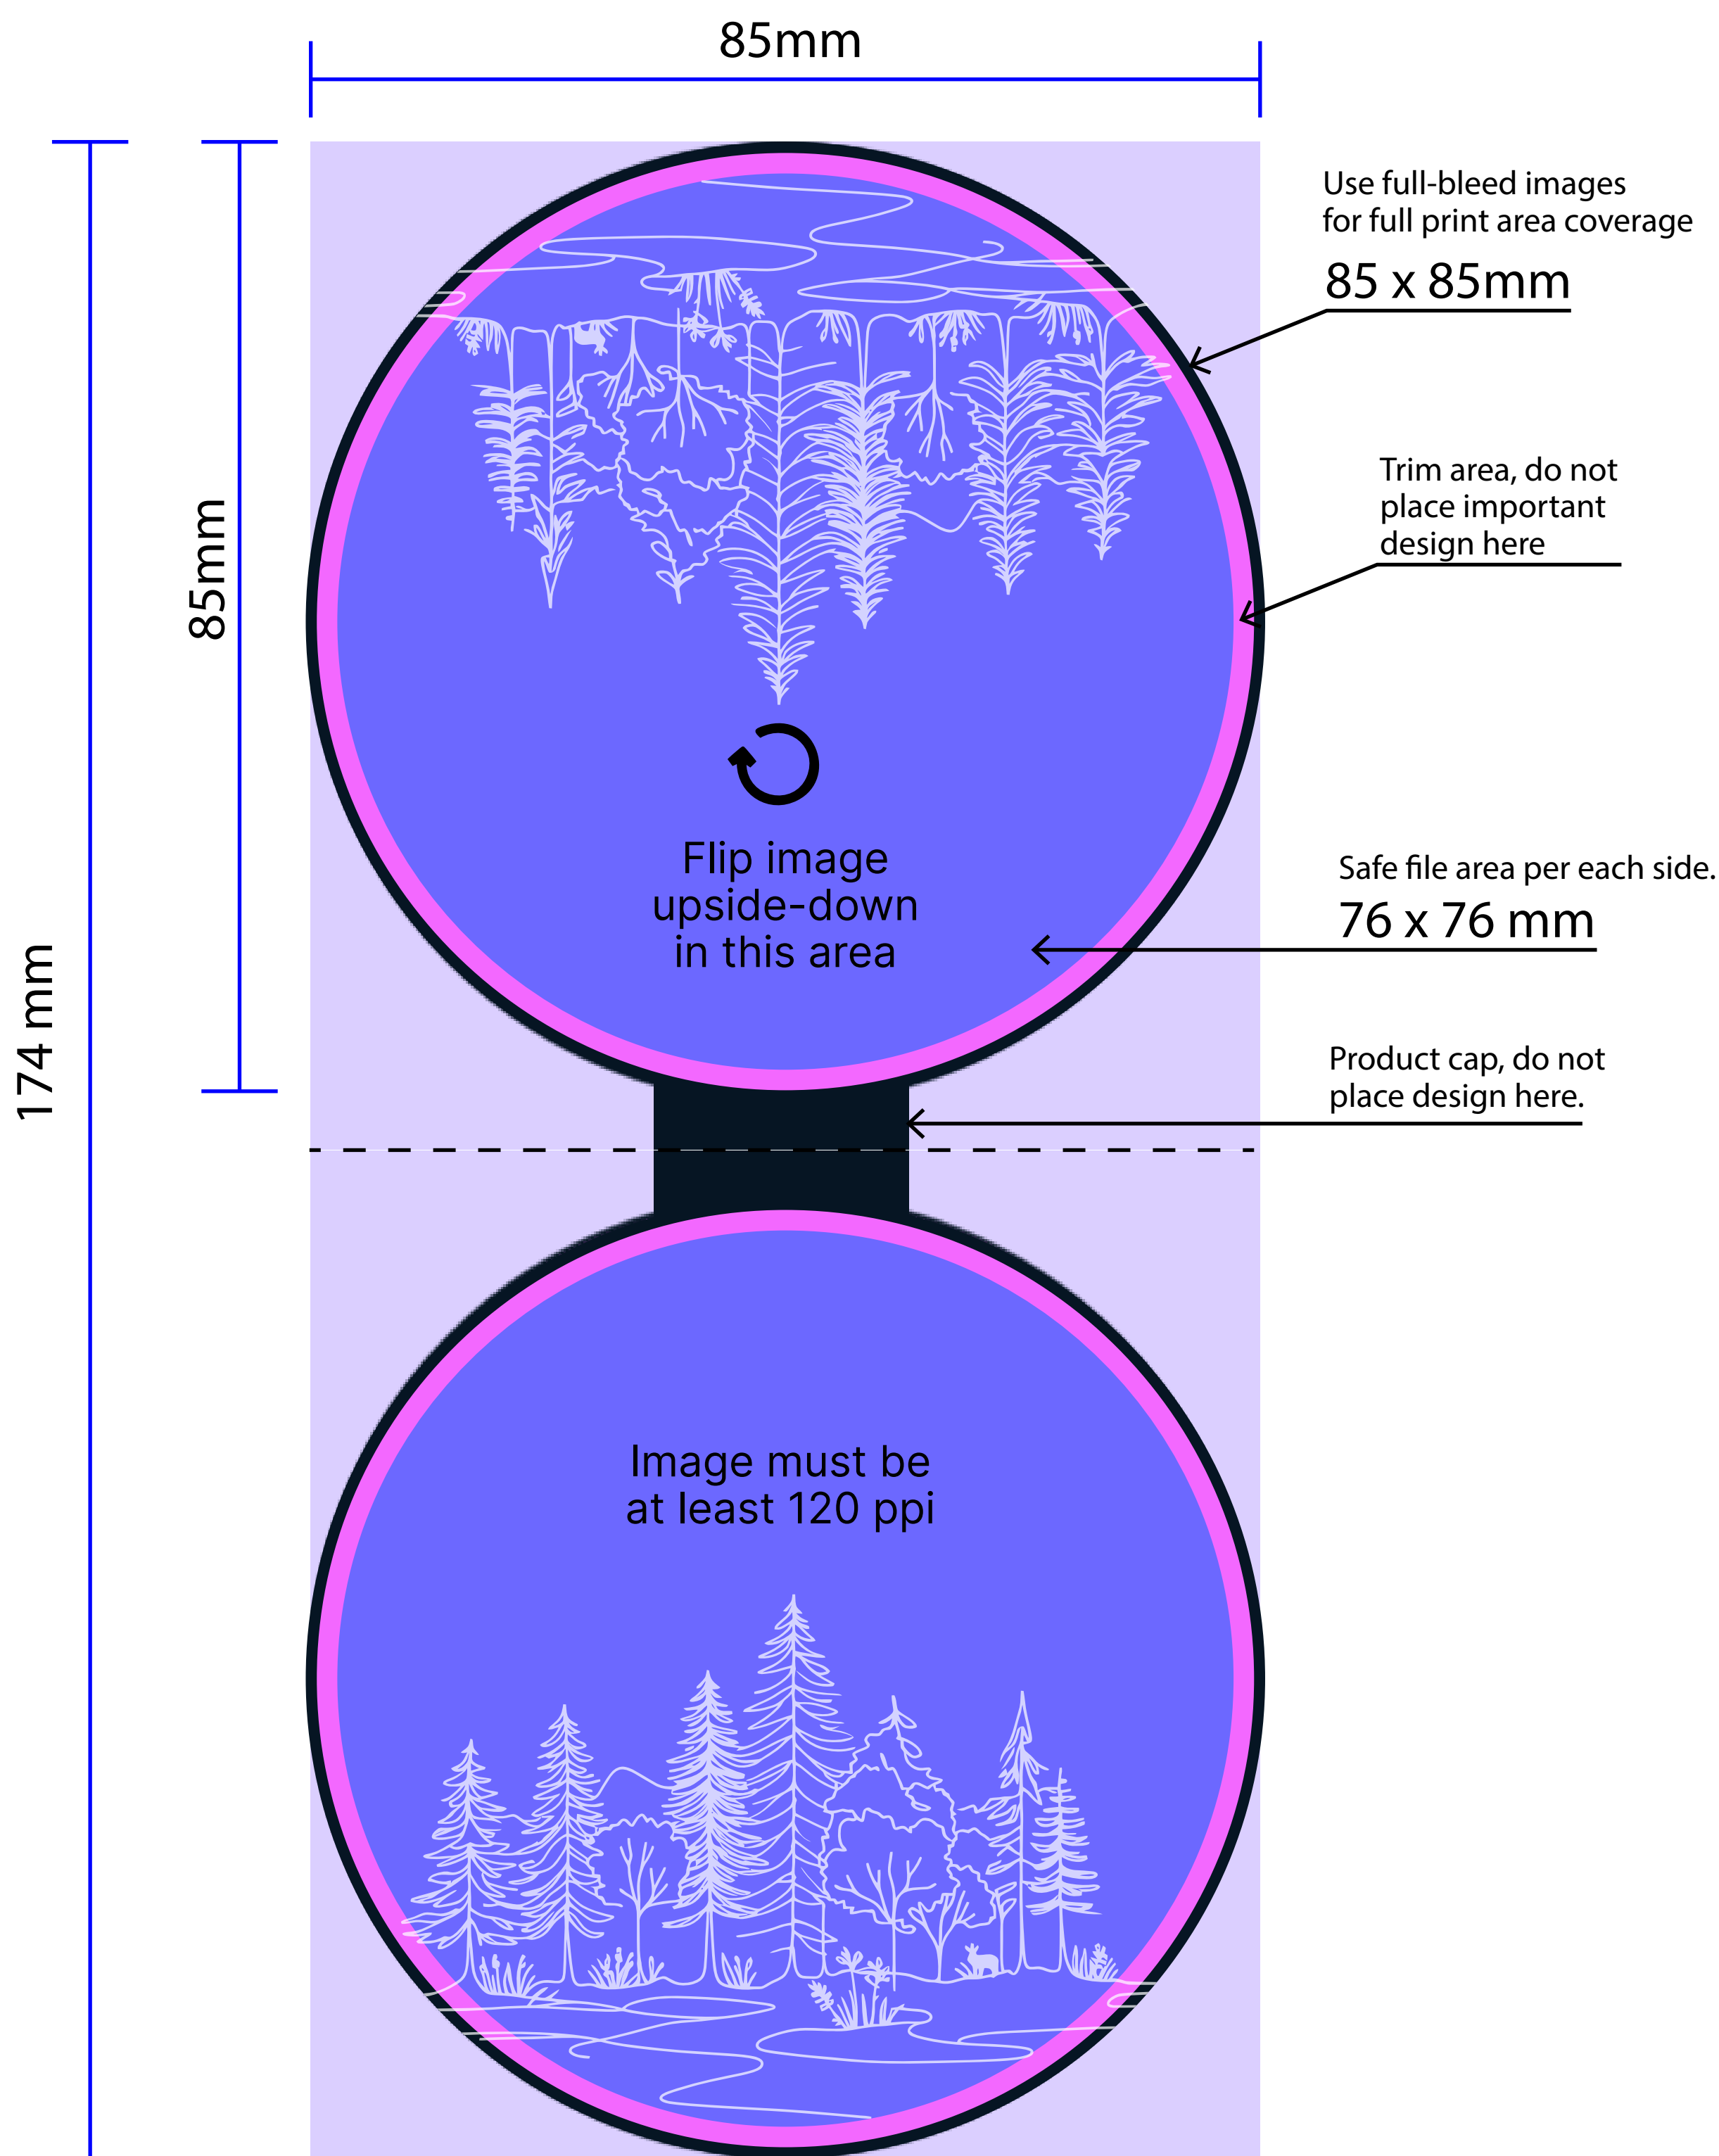 85mm
Use full-bleed images
for full print area coverage
85 x 85mm
Trim area, do not
place important
design here
85mm
Flip image
upside-down
in this area
Safe file area per each side.
76 x 76 mm
174 mm
Product cap, do not
place design here.
Image must be
at least 120 ppi